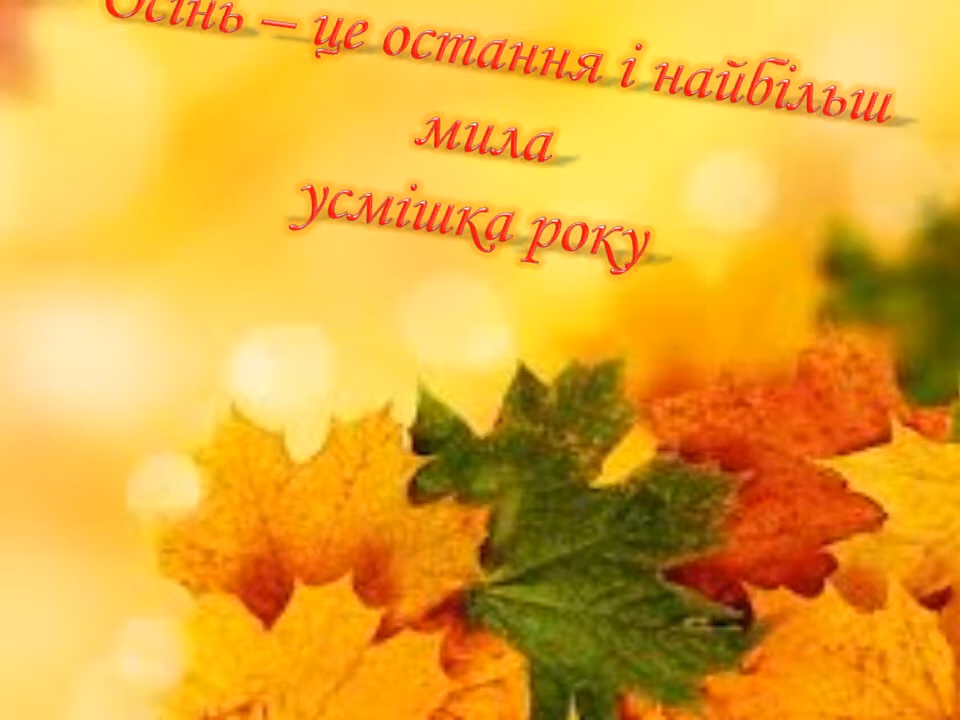 Осінь – це остання і найбільш
мила
усмішка року